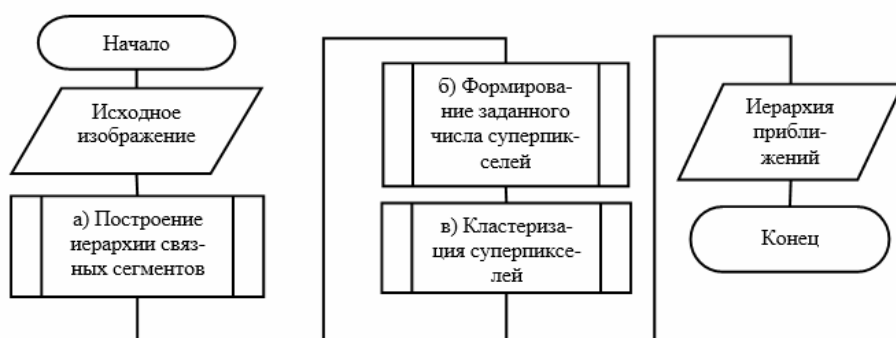 Начало
Исходное
изображение
а) Построение
иерархии связ-
ных сегментов
б) Формирова-
ние заданного
числа суперпик-
селей
в) Кластериза-
ция суперпиксе-
лей
Иерархия
прибли-
жений
Конец